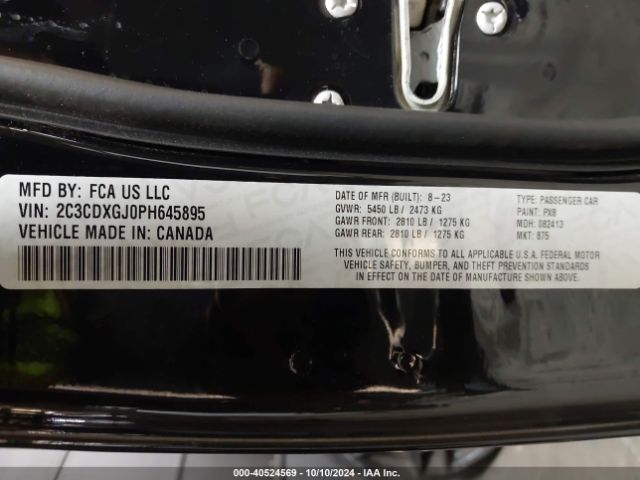 MFD BY: FCA US LLC
VIN: 2C3CDXGJ0PH645895
VEHICLE MADE IN: CANADA
DATE OF MFR (BUILT): 8-23
GVWR: 5450 LB / 2473 KG
GAWR FRONT: 2810 LB / 1275 KG
GAWR REAR: 2810 LB / 1275 KG
TYPE: PASSENGER CAR
PAINT: PX8
MDH: 082413
MKT: 875
THIS VEHICLE CONFORMS TO ALL APPLICABLE U.S.A. FEDERAL MOTOR
VEHICLE SAFETY, BUMPER, AND THEFT PREVENTION STANDARDS
IN EFFECT ON THE DATE OF MANUFACTURE SHOWN ABOVE.
000-40524569 • 10/10/2024 • IAA Inc.